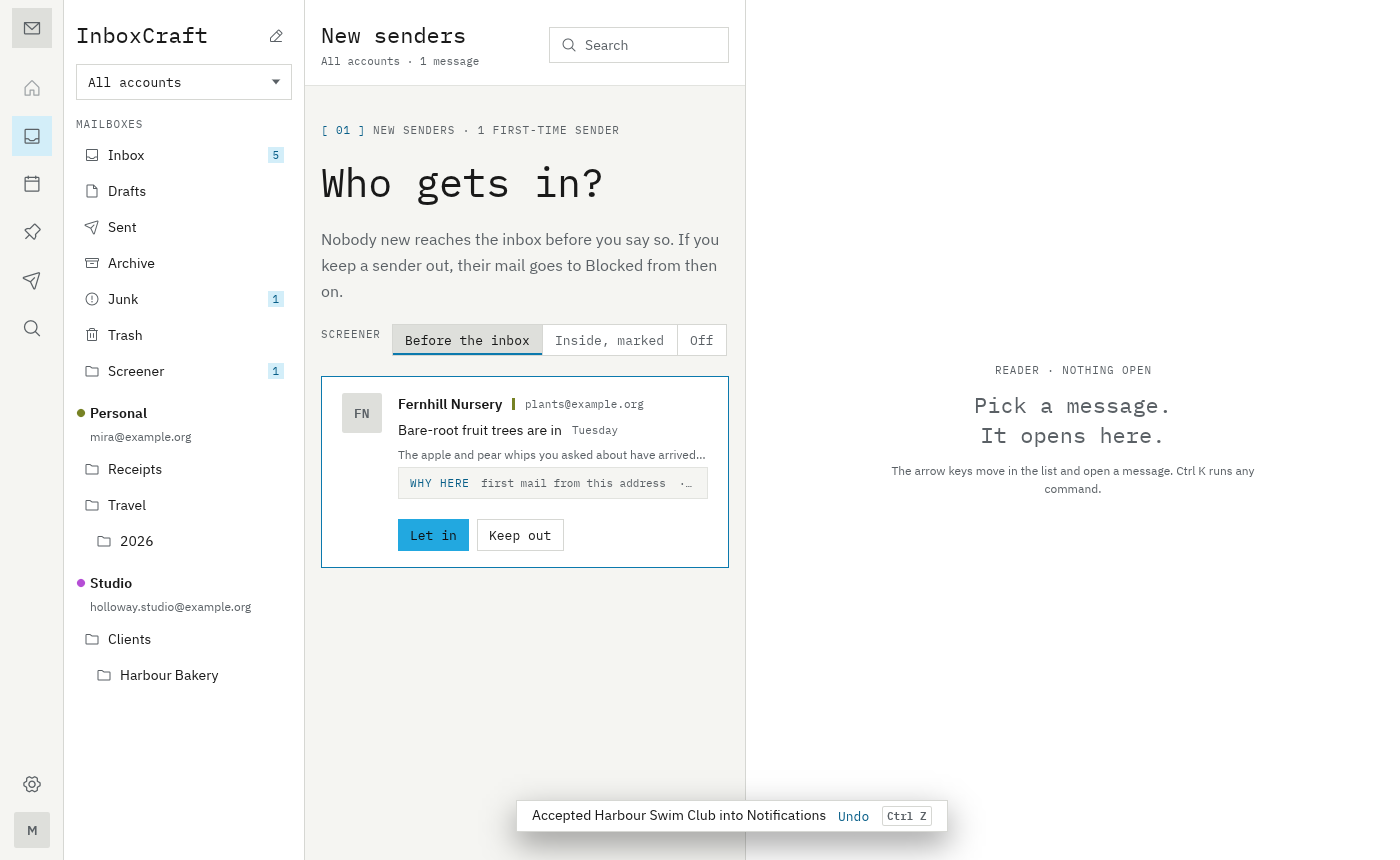 InboxCraft
All accounts
MAILBOXES
Inbox 5
Drafts
Sent
Archive
Junk 1
Trash
Screener 1
Personal
mira@example.org
Receipts
Travel
2026
Studio
holloway.studio@example.org
Clients
Harbour Bakery
M
New senders
All accounts · 1 message
Search
[ 01 ] NEW SENDERS · 1 FIRST-TIME SENDER
Who gets in?
Nobody new reaches the inbox before you say so. If you
keep a sender out, their mail goes to Blocked from then
on.
SCREENER Before the inbox Inside, marked Off
FN
Fernhill Nursery plants@example.org
Bare-root fruit trees are in Tuesday
The apple and pear whips you asked about have arrived…
WHY HERE first mail from this address ·…
Let in Keep out
READER · NOTHING OPEN
Pick a message.
It opens here.
The arrow keys move in the list and open a message. Ctrl K runs any
command.
Accepted Harbour Swim Club into Notifications Undo Ctrl Z